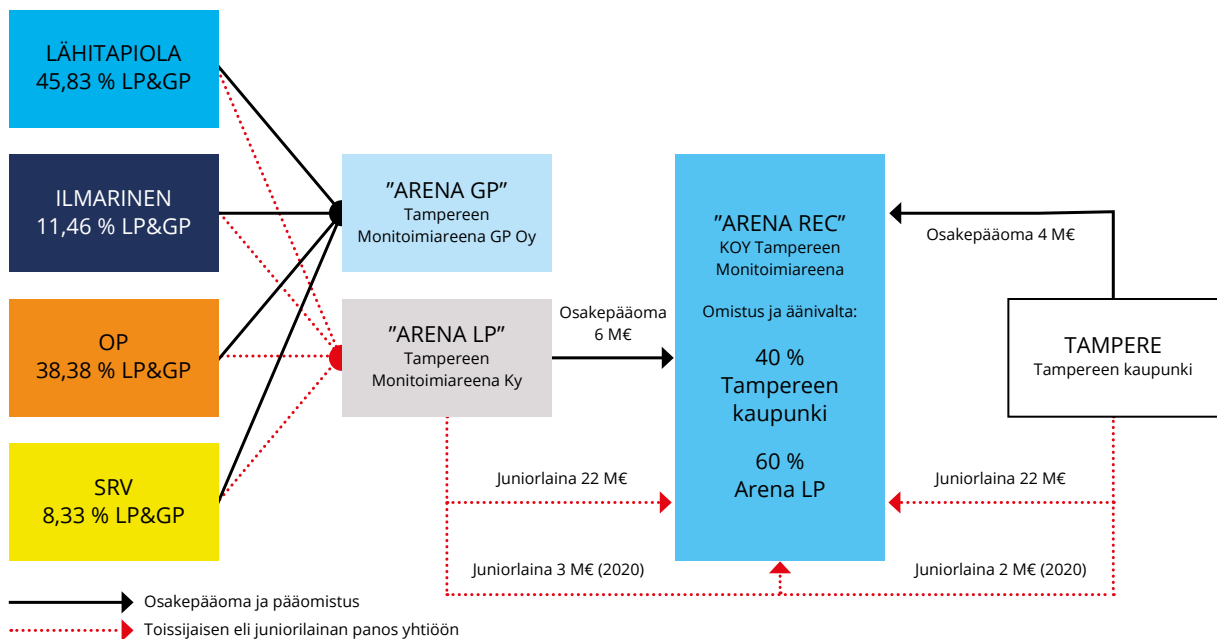 LÄHITAPIOLA
45,83 % LP&GP
ILMARINEN
11,46 % LP&GP
OP
38,38 % LP&GP
SRV
8,33 % LP&GP
”ARENA GP”
Tampereen
Monitoimiareena GP Oy
”ARENA LP”
Tampereen
Monitoimiareena Ky
Osakepääoma
6 M€
”ARENA REC”
KOY Tampereen
Monitoimiareena
Omistus ja äänivalta:
40 %
Tampereen
kaupunki
60 %
Arena LP
Osakepääoma 4 M€
TAMPERE
Tampereen kaupunki
Juniorlaina 22 M€
Juniorlaina 22 M€
Juniorlaina 3 M€ (2020)
Juniorlaina 2 M€ (2020)
Osakepääoma ja pääomistus
Toissijaisen eli juniorilainan panos yhtiöön